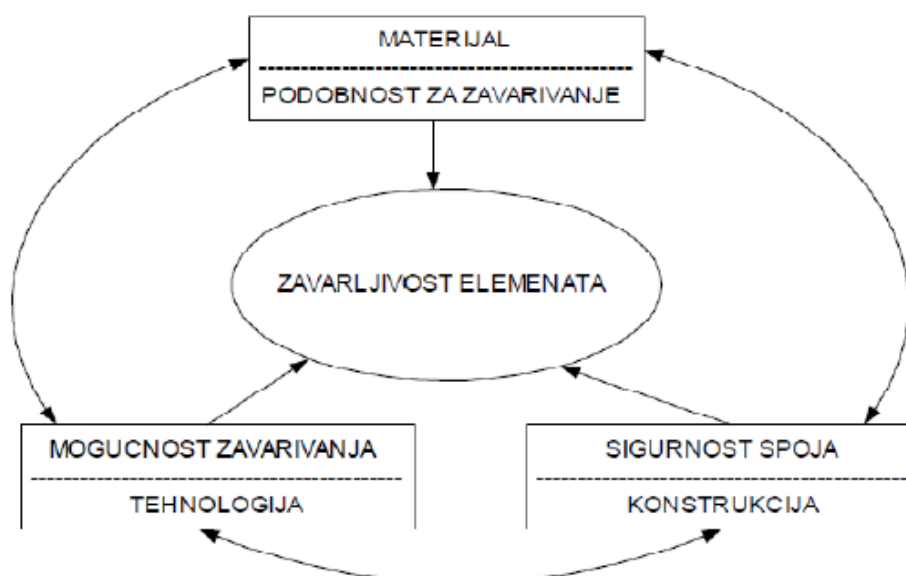 MATERIJAL
PODOBNOST ZA ZAVARIVANJE
ZAVARLJIVOST ELEMENATA
MOGUCNOST ZAVARIVANJA
TEHNOLOGIJA
SIGURNOST SPOJA
KONSTRUKCIJA